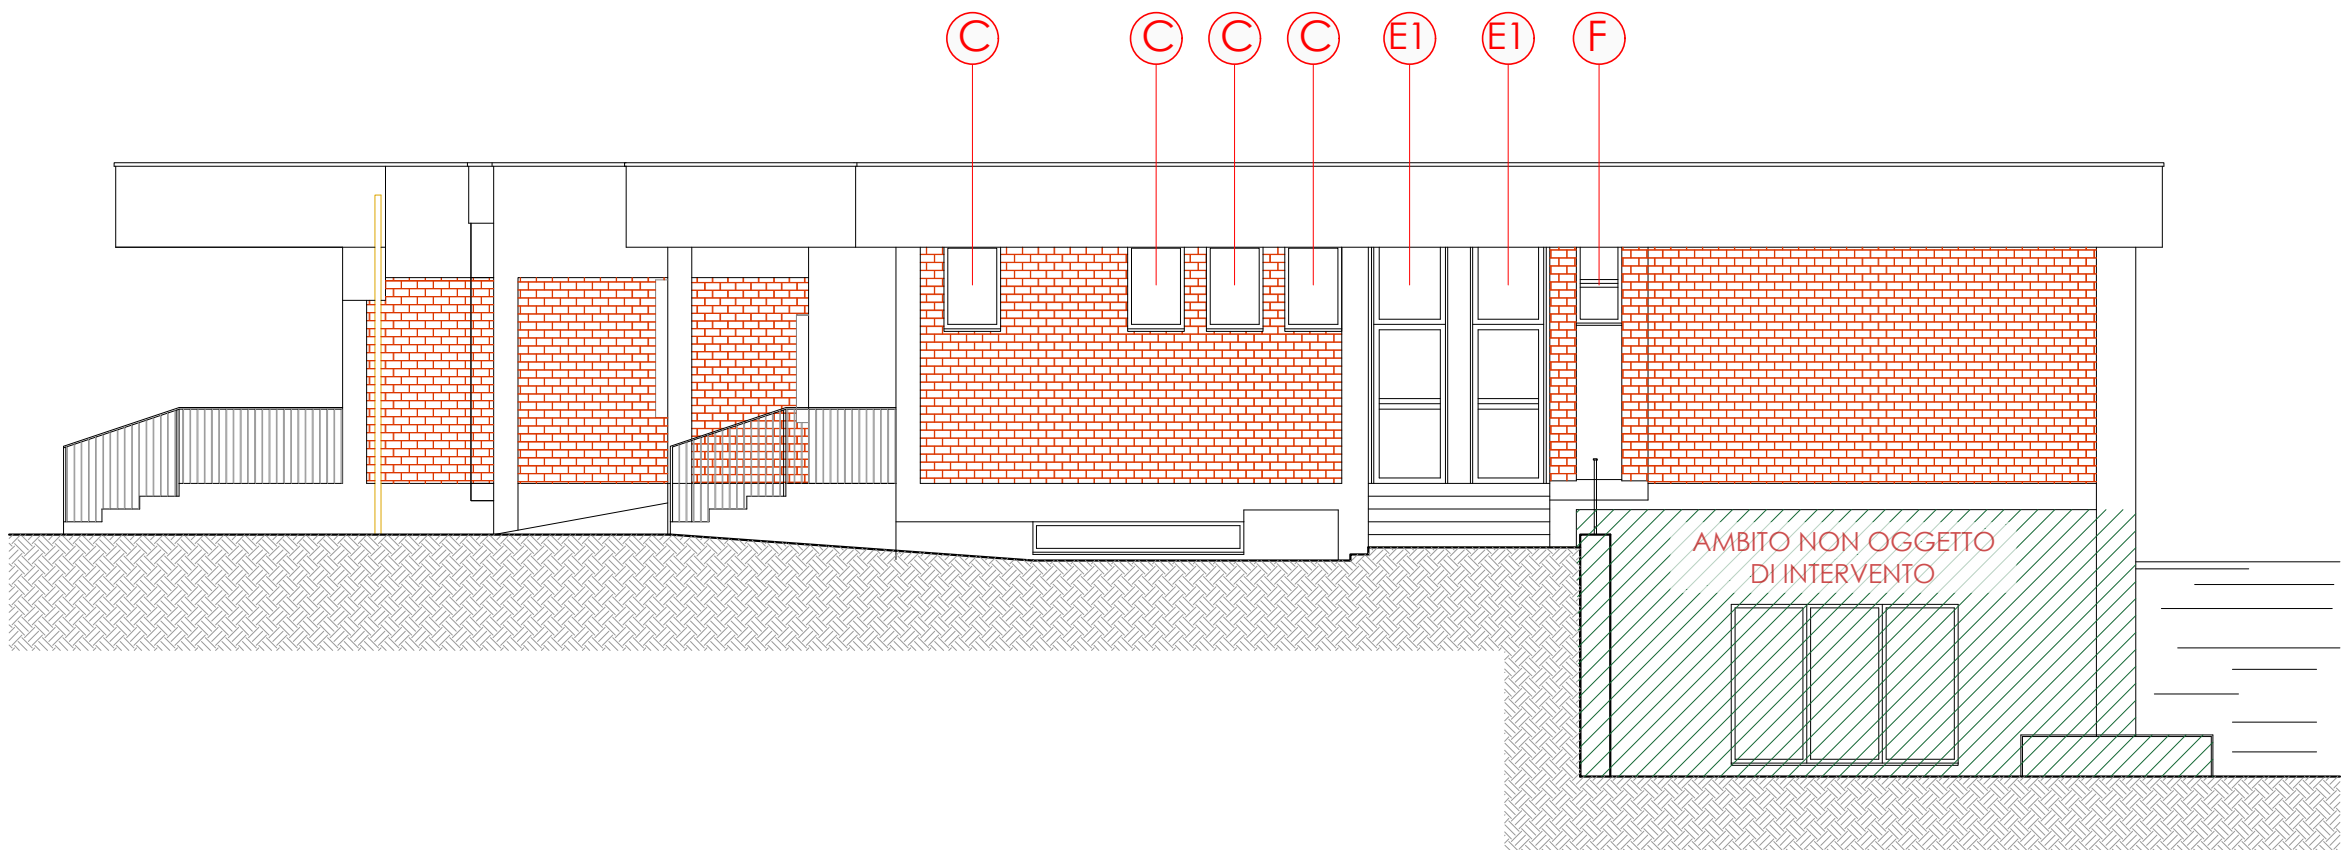 C C C C E1 E1 F
AMBITO NON OGGETTO
DI INTERVENTO